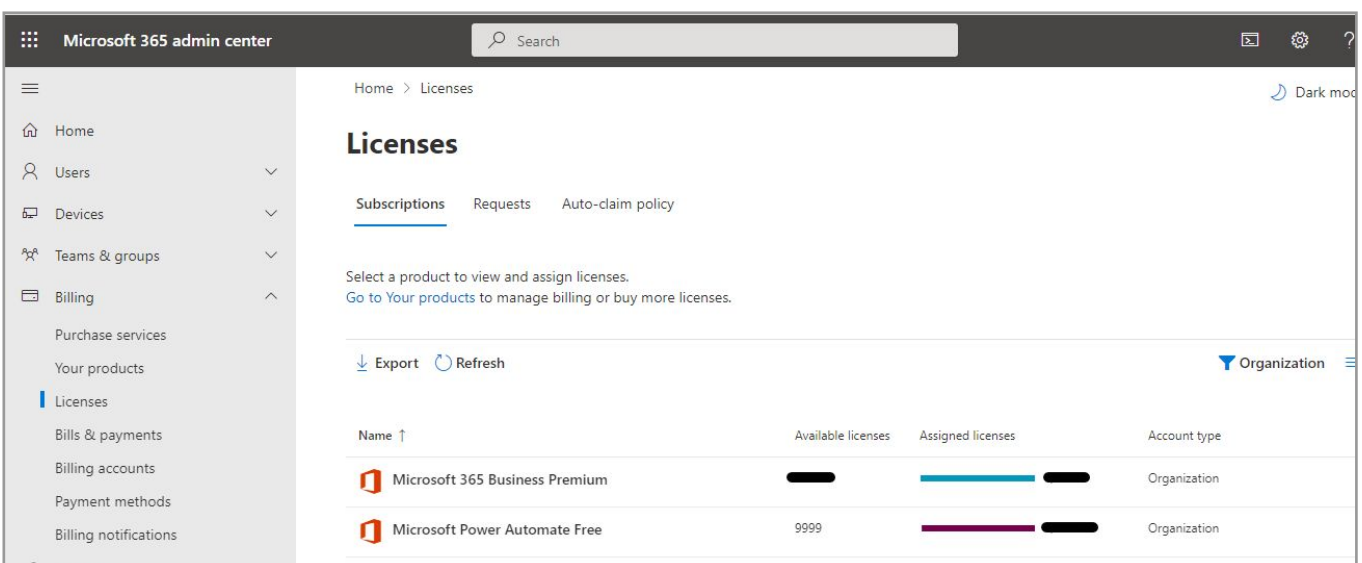 Microsoft 365 admin center
Search
?
Home > Licenses
Dark mod
Home
Users
Devices
Teams & groups
Billing
Purchase services
Your products
Licenses
Bills & payments
Billing accounts
Payment methods
Billing notifications
Licenses
Subscriptions Requests Auto-claim policy
Select a product to view and assign licenses.
Go to Your products to manage billing or buy more licenses.
Export Refresh Organization
Name ↑ Available licenses Assigned licenses Account type
Microsoft 365 Business Premium Organization
Microsoft Power Automate Free 9999 Organization